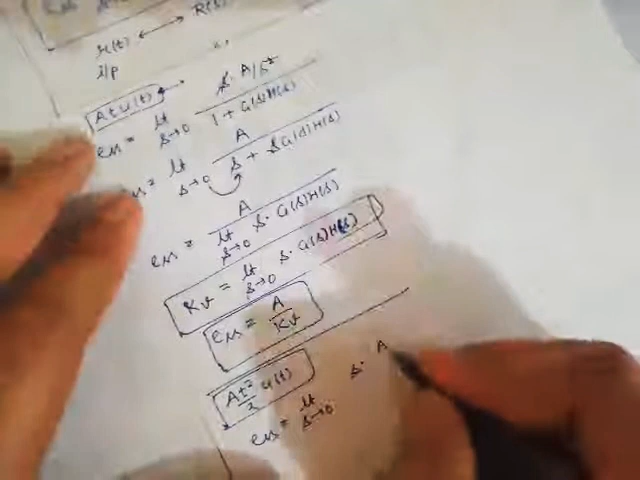 r(t) ⟷ R(s)
i/p
At u(t)
ess = lt s→0 s·A/s² / 1 + G(s)H(s)
ess = lt s→0 A / s + sG(s)H(s)
ess = A / lt s→0 s·G(s)H(s)
Kv = lt s→0 s·G(s)H(s)
ess = A/Kv
At²/2 u(t)
ess = lt s→0 s·A